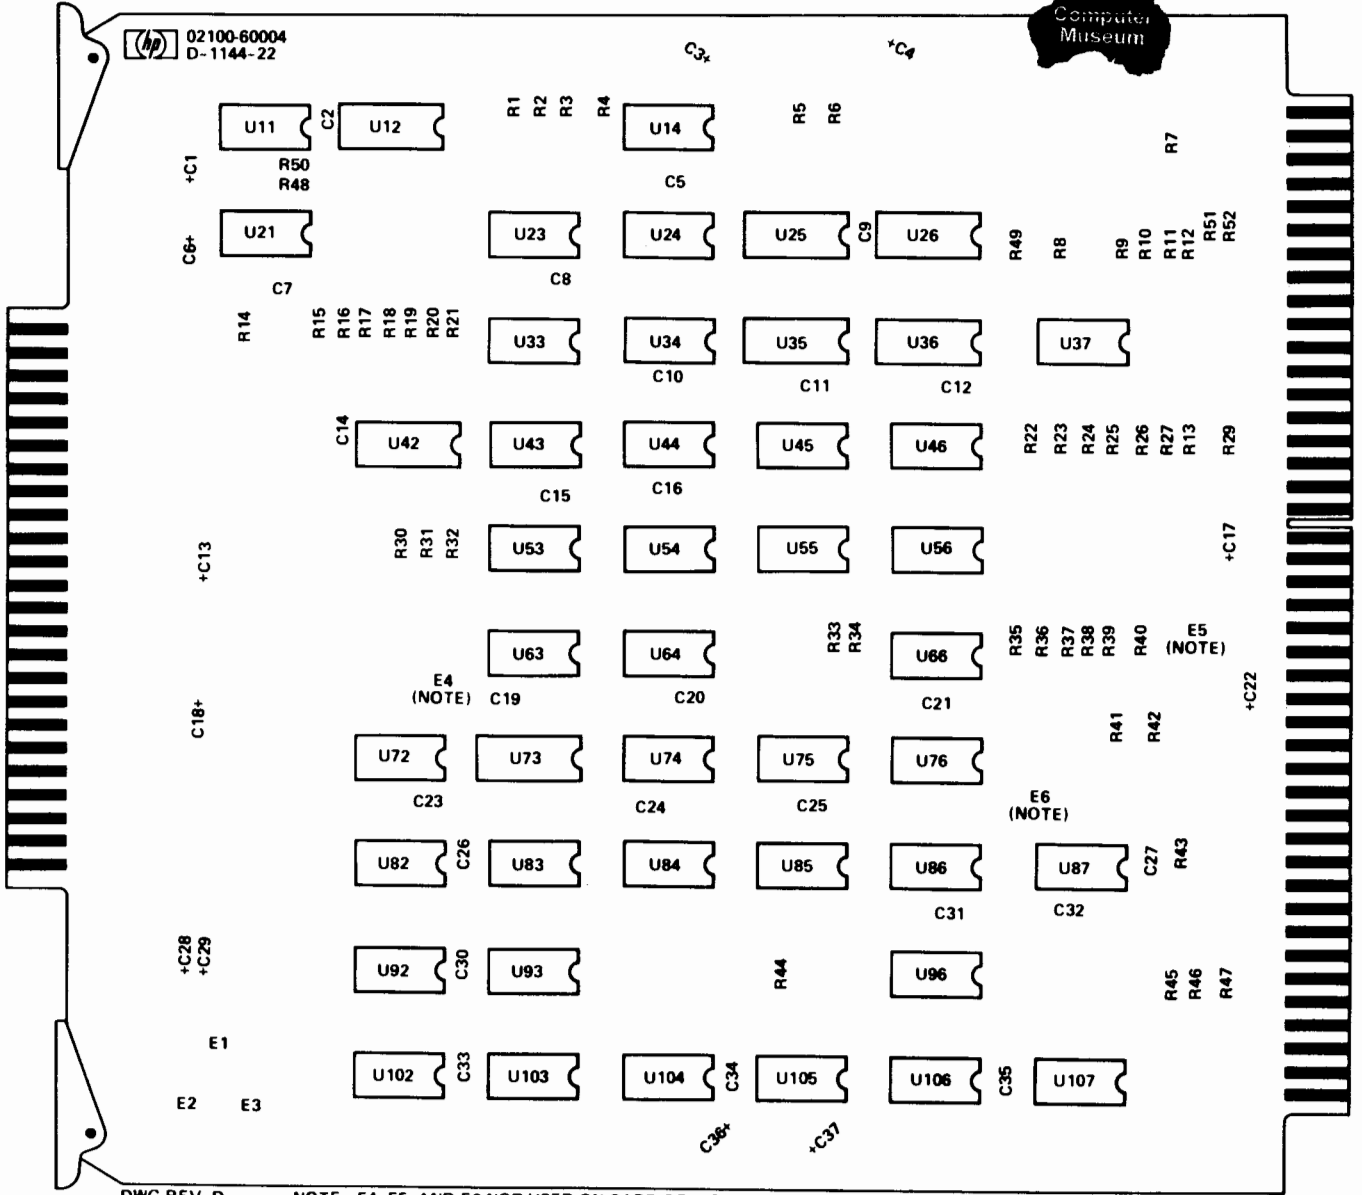 Computer
Museum
hp 02100-60004
D-1144-22
C3+ +C4
R1 R2 R3 R4 R5 R6 R7
U11 C2 U12 U14
+C1 R50
R48
C5
U21 C6+ U23 U24 U25 C9 U26 R49 R8 R9 R10 R11 R12 R51 R52
C7 C8
R14 R15 R16 R17 R18 R19 R20 R21 U33 U34 U35 U36 U37
C10 C11 C12
C14 U42 U43 U44 U45 U46 R22 R23 R24 R25 R26 R27 R13 R29
C15 C16
+C13 R30 R31 R32 U53 U54 U55 U56 +C17
U63 U64 R33 R34 U66 R35 R36 R37 R38 R39 R40 E5
(NOTE)
E4
(NOTE) C19 C20 C21 +C22
C18+ R41 R42
U72 U73 U74 U75 U76
C23 C24 C25 E6
(NOTE)
U82 C26 U83 U84 U85 U86 U87 C27 R43
C31 C32
+C28 +C29 U92 C30 U93 R44 U96 R45 R46 R47
E1
U102 C33 U103 U104 C34 U105 U106 C35 U107
E2 E3
C36+ +C37